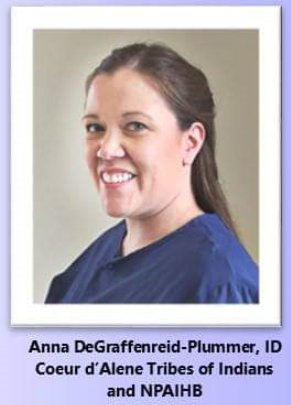 Anna DeGraffenreid-Plummer, ID
Coeur d'Alene Tribes of Indians
and NPAIHB